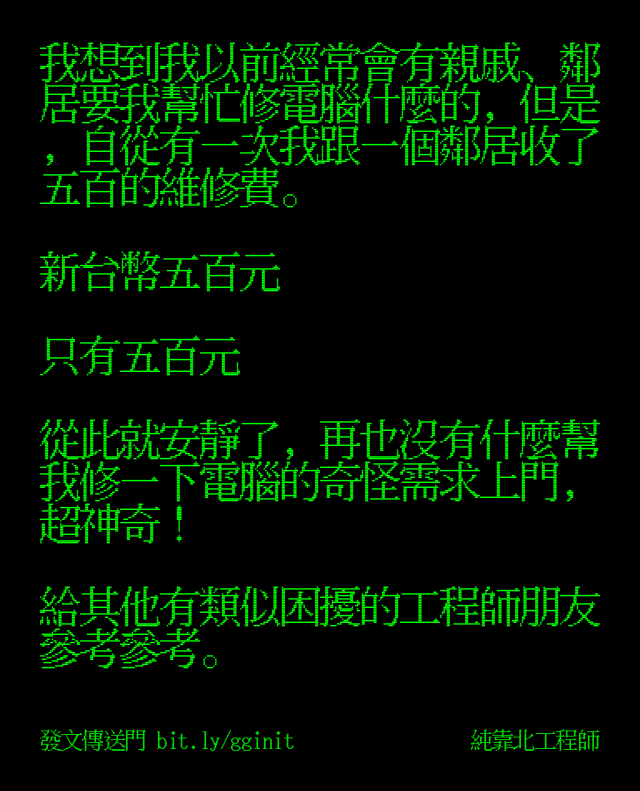 我想到我以前經常會有親戚、鄰
居要我幫忙修電腦什麼的，但是
，自從有一次我跟一個鄰居收了
五百的維修費。
新台幣五百元
只有五百元
從此就安靜了，再也沒有什麼幫
我修一下電腦的奇怪需求上門，
超神奇！
給其他有類似困擾的工程師朋友
參考參考。
發文傳送門 bit.ly/gginit
純靠北工程師